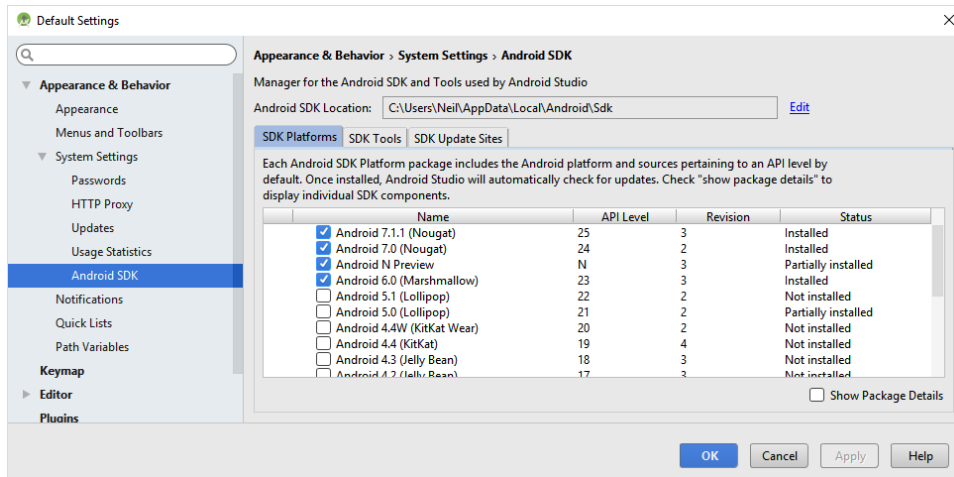 Default Settings
Appearance & Behavior
Appearance
Menus and Toolbars
System Settings
Passwords
HTTP Proxy
Updates
Usage Statistics
Android SDK
Notifications
Quick Lists
Path Variables
Keymap
Editor
Plugins
Appearance & Behavior › System Settings › Android SDK
Manager for the Android SDK and Tools used by Android Studio
Android SDK Location: C:\Users\Neil\AppData\Local\Android\Sdk Edit
SDK Platforms SDK Tools SDK Update Sites
Each Android SDK Platform package includes the Android platform and sources pertaining to an API level by
default. Once installed, Android Studio will automatically check for updates. Check "show package details" to
display individual SDK components.
Name API Level Revision Status
Android 7.1.1 (Nougat) 25 3 Installed
Android 7.0 (Nougat) 24 2 Installed
Android N Preview N 3 Partially installed
Android 6.0 (Marshmallow) 23 3 Installed
Android 5.1 (Lollipop) 22 2 Not installed
Android 5.0 (Lollipop) 21 2 Partially installed
Android 4.4W (KitKat Wear) 20 2 Not installed
Android 4.4 (KitKat) 19 4 Not installed
Android 4.3 (Jelly Bean) 18 3 Not installed
Android 4.2 (Jelly Bean) 17 3 Not installed
Show Package Details
OK Cancel Apply Help